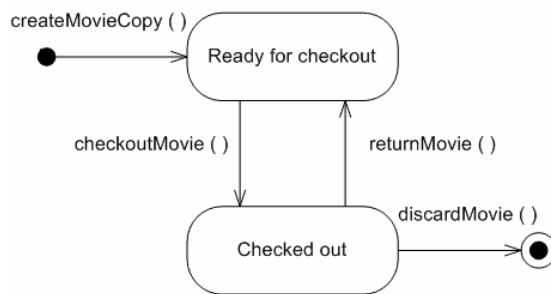 createMovieCopy ( )
Ready for checkout
checkoutMovie ( )
returnMovie ( )
discardMovie ( )
Checked out